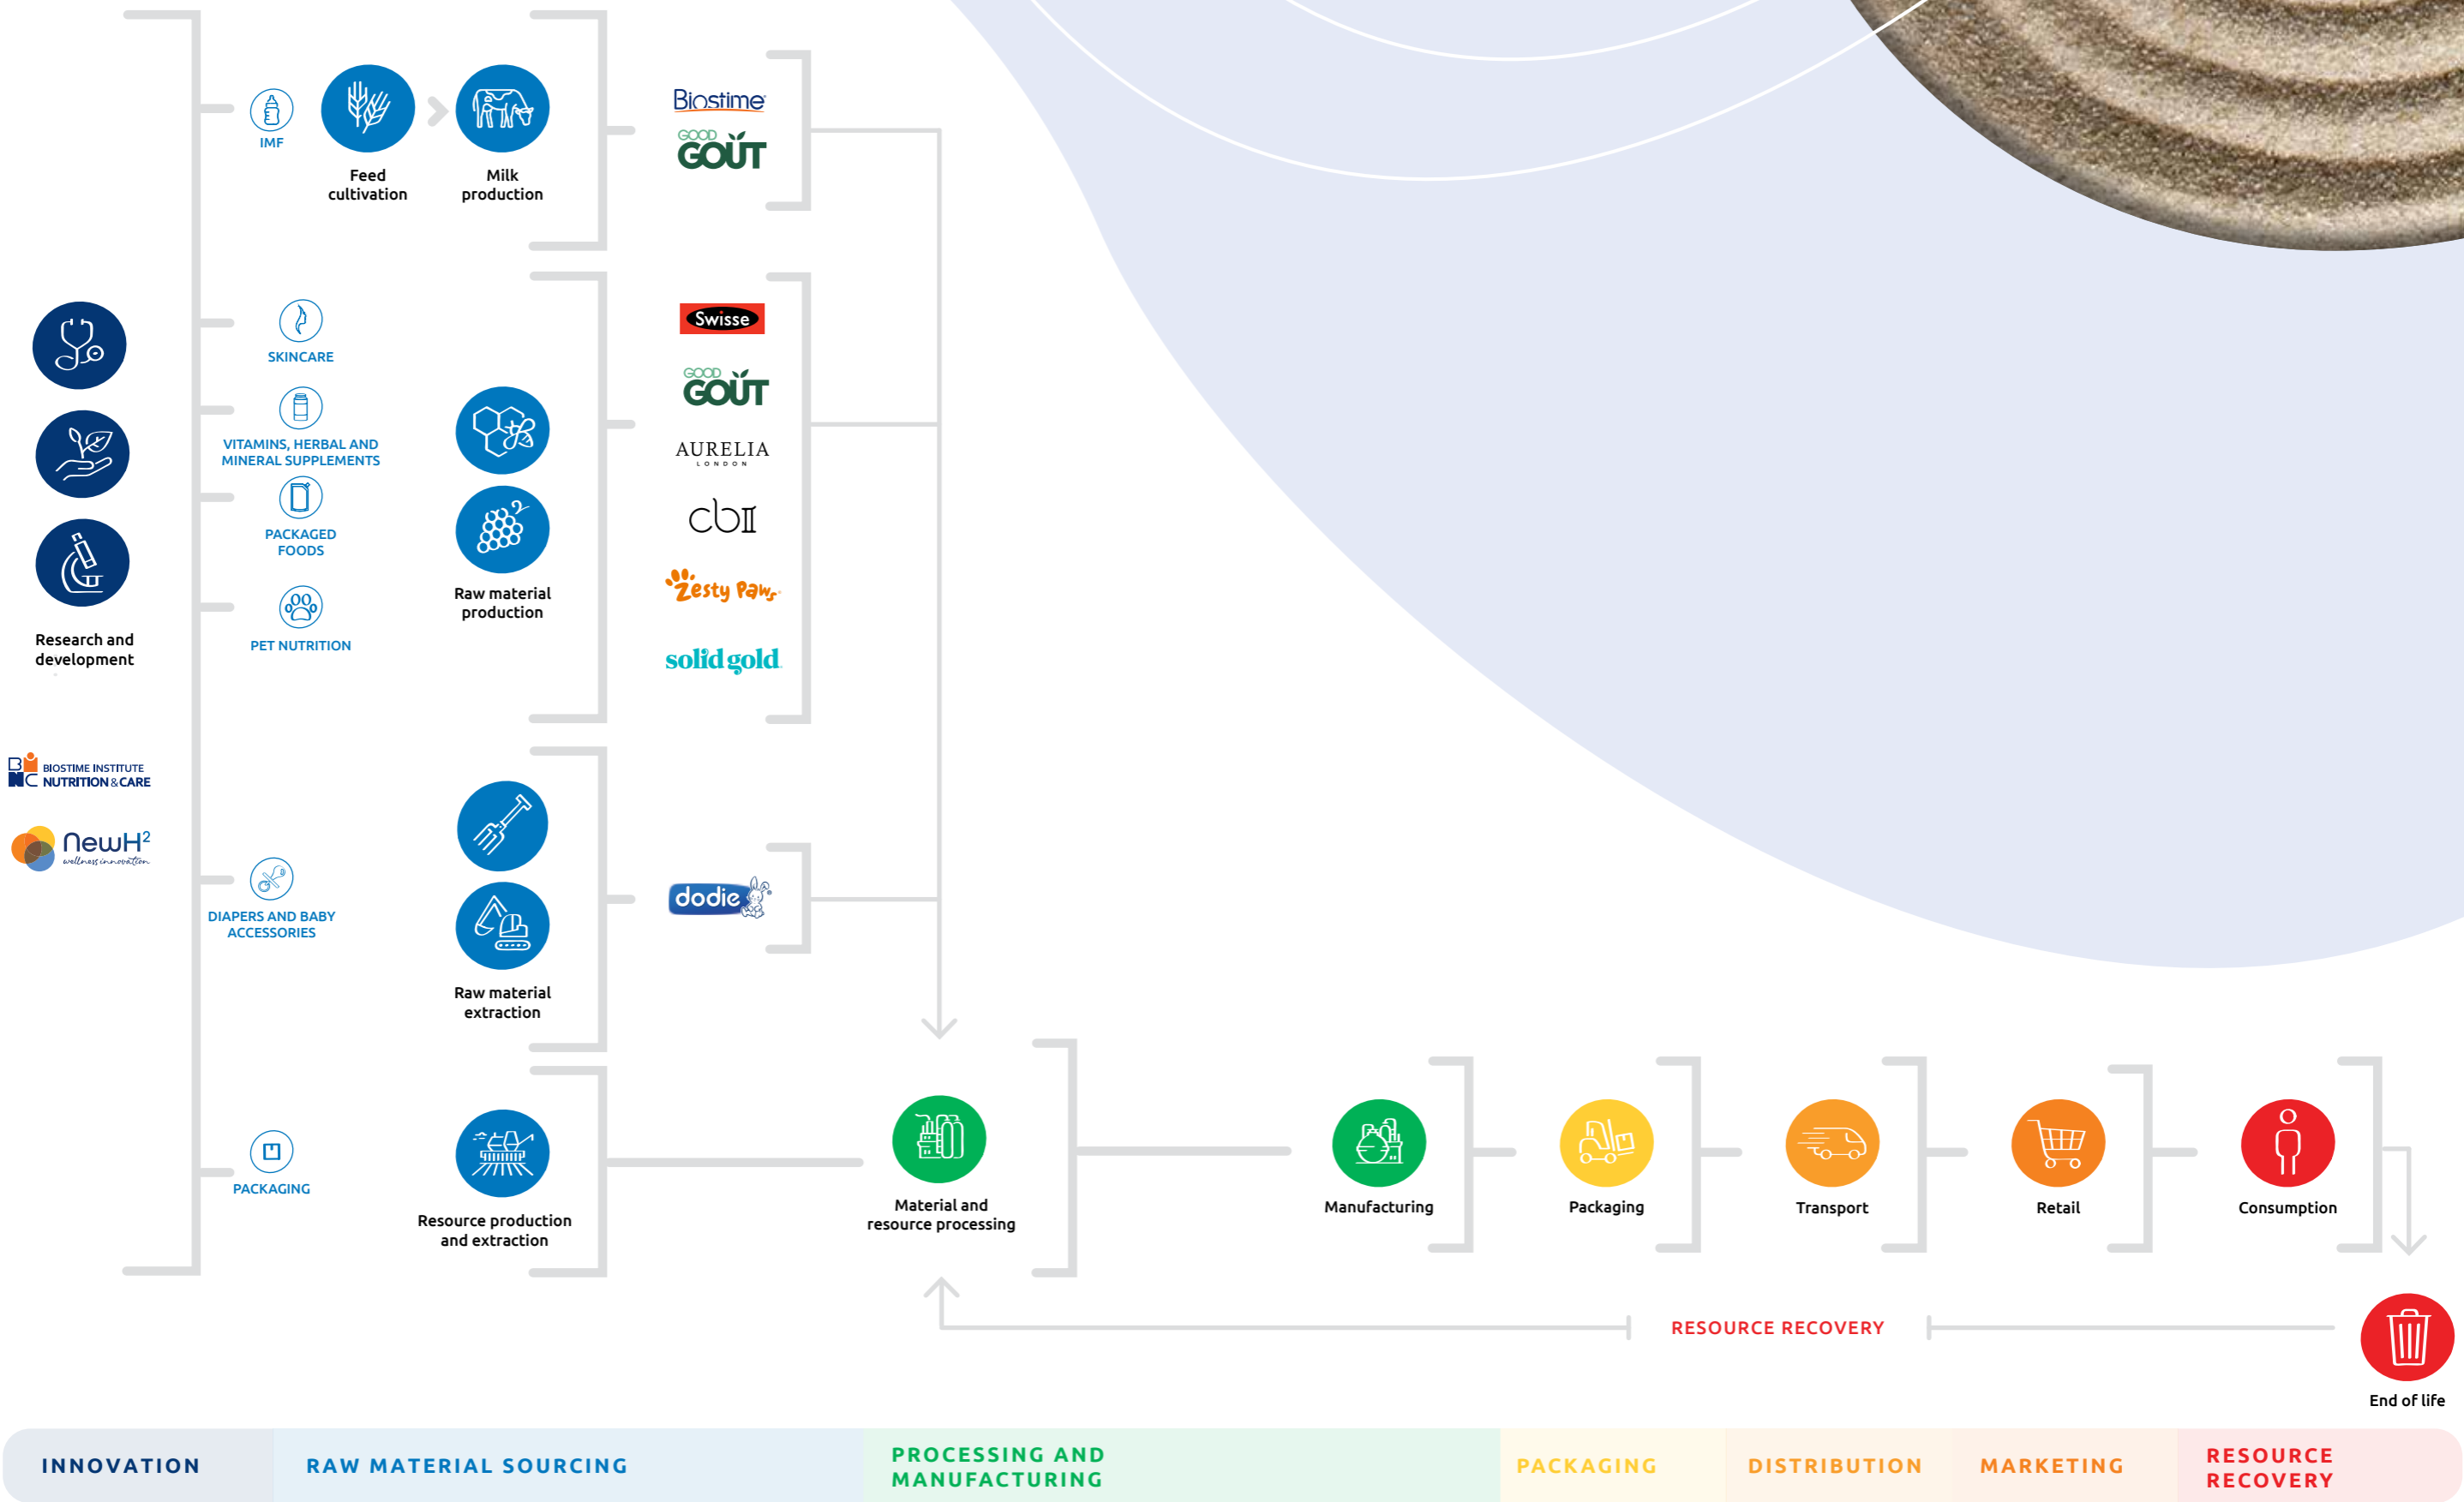 IMF
Feed
cultivation
Milk
production
Biostime
GOOD
GOÛT
Research and
development
BINC
BIOSTIME INSTITUTE
NUTRITION & CARE
NewH²
wellness innovation
SKINCARE
VITAMINS, HERBAL AND
MINERAL SUPPLEMENTS
PACKAGED
FOODS
PET NUTRITION
Raw material
production
Swisse
GOOD
GOÛT
AURELIA
LONDON
cbII
Zesty Paws
solid gold
DIAPERS AND BABY
ACCESSORIES
Raw material
extraction
dodie
PACKAGING
Resource production
and extraction
Material and
resource processing
Manufacturing
Packaging
Transport
Retail
Consumption
RESOURCE RECOVERY
End of life
INNOVATION
RAW MATERIAL SOURCING
PROCESSING AND
MANUFACTURING
PACKAGING
DISTRIBUTION
MARKETING
RESOURCE
RECOVERY